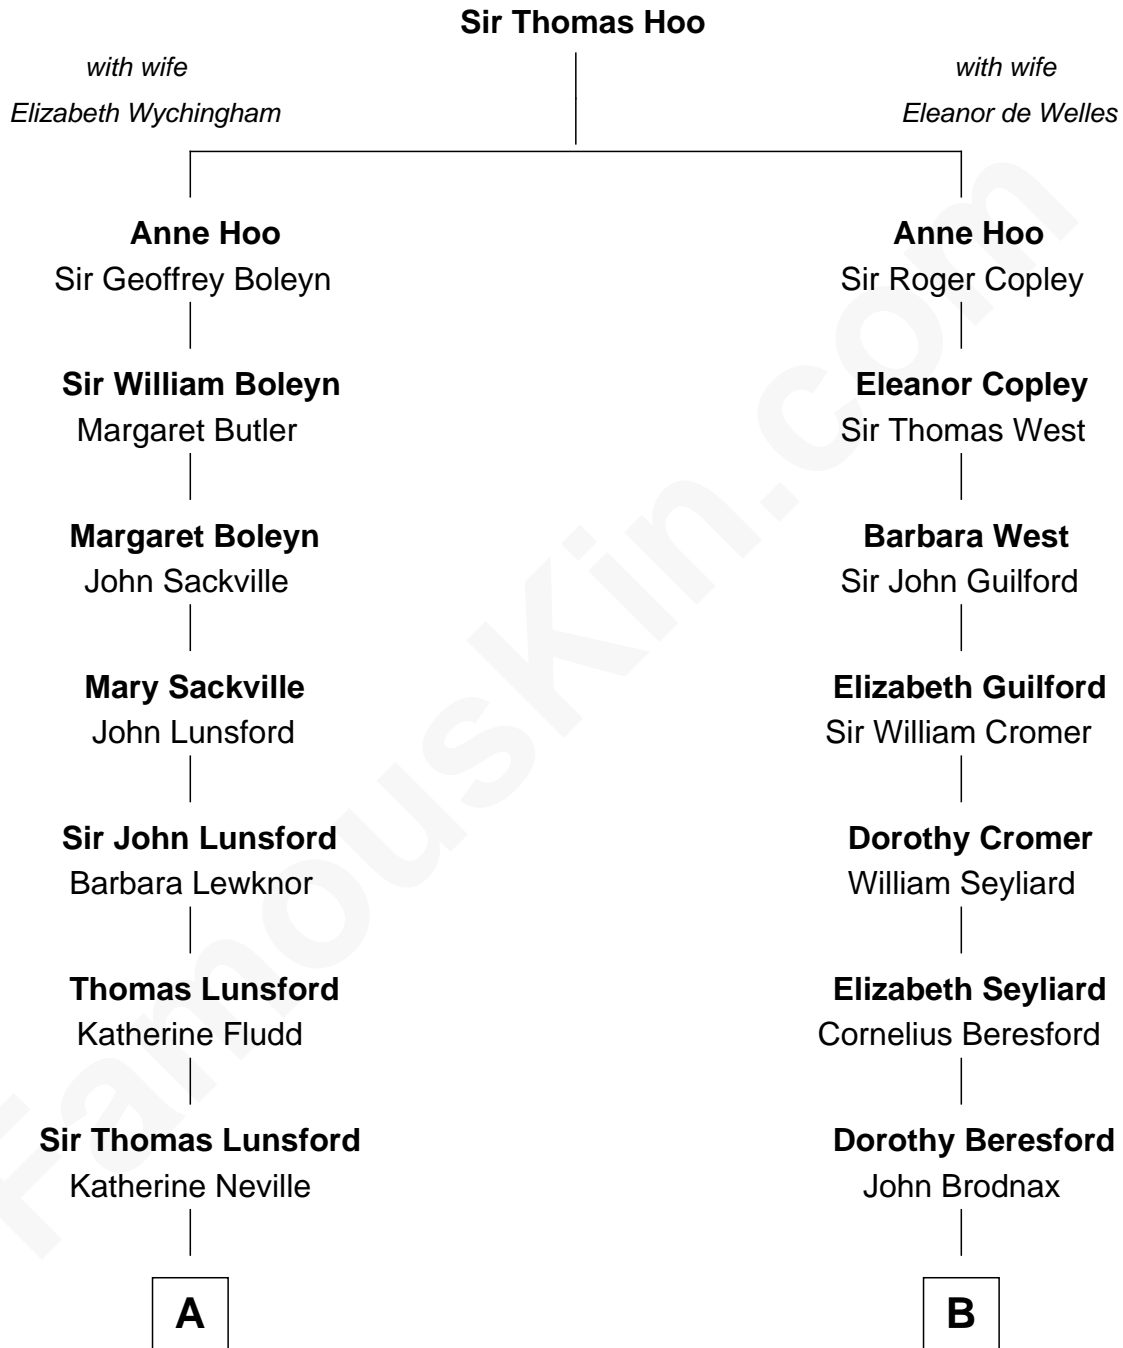 Sir Thomas Hoo
with wife
Elizabeth Wychingham
with wife
Eleanor de Welles
Anne Hoo
Sir Geoffrey Boleyn
Sir William Boleyn
Margaret Butler
Margaret Boleyn
John Sackville
Mary Sackville
John Lunsford
Sir John Lunsford
Barbara Lewknor
Thomas Lunsford
Katherine Fludd
Sir Thomas Lunsford
Katherine Neville
A
Anne Hoo
Sir Roger Copley
Eleanor Copley
Sir Thomas West
Barbara West
Sir John Guilford
Elizabeth Guilford
Sir William Cromer
Dorothy Cromer
William Seyliard
Elizabeth Seyliard
Cornelius Beresford
Dorothy Beresford
John Brodnax
B
FamousKin.com